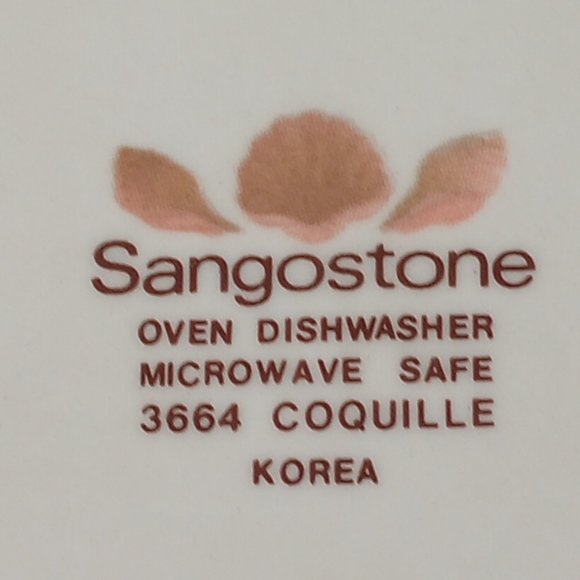 Sangostone
OVEN DISHWASHER
MICROWAVE SAFE
3664 COQUILLE
KOREA